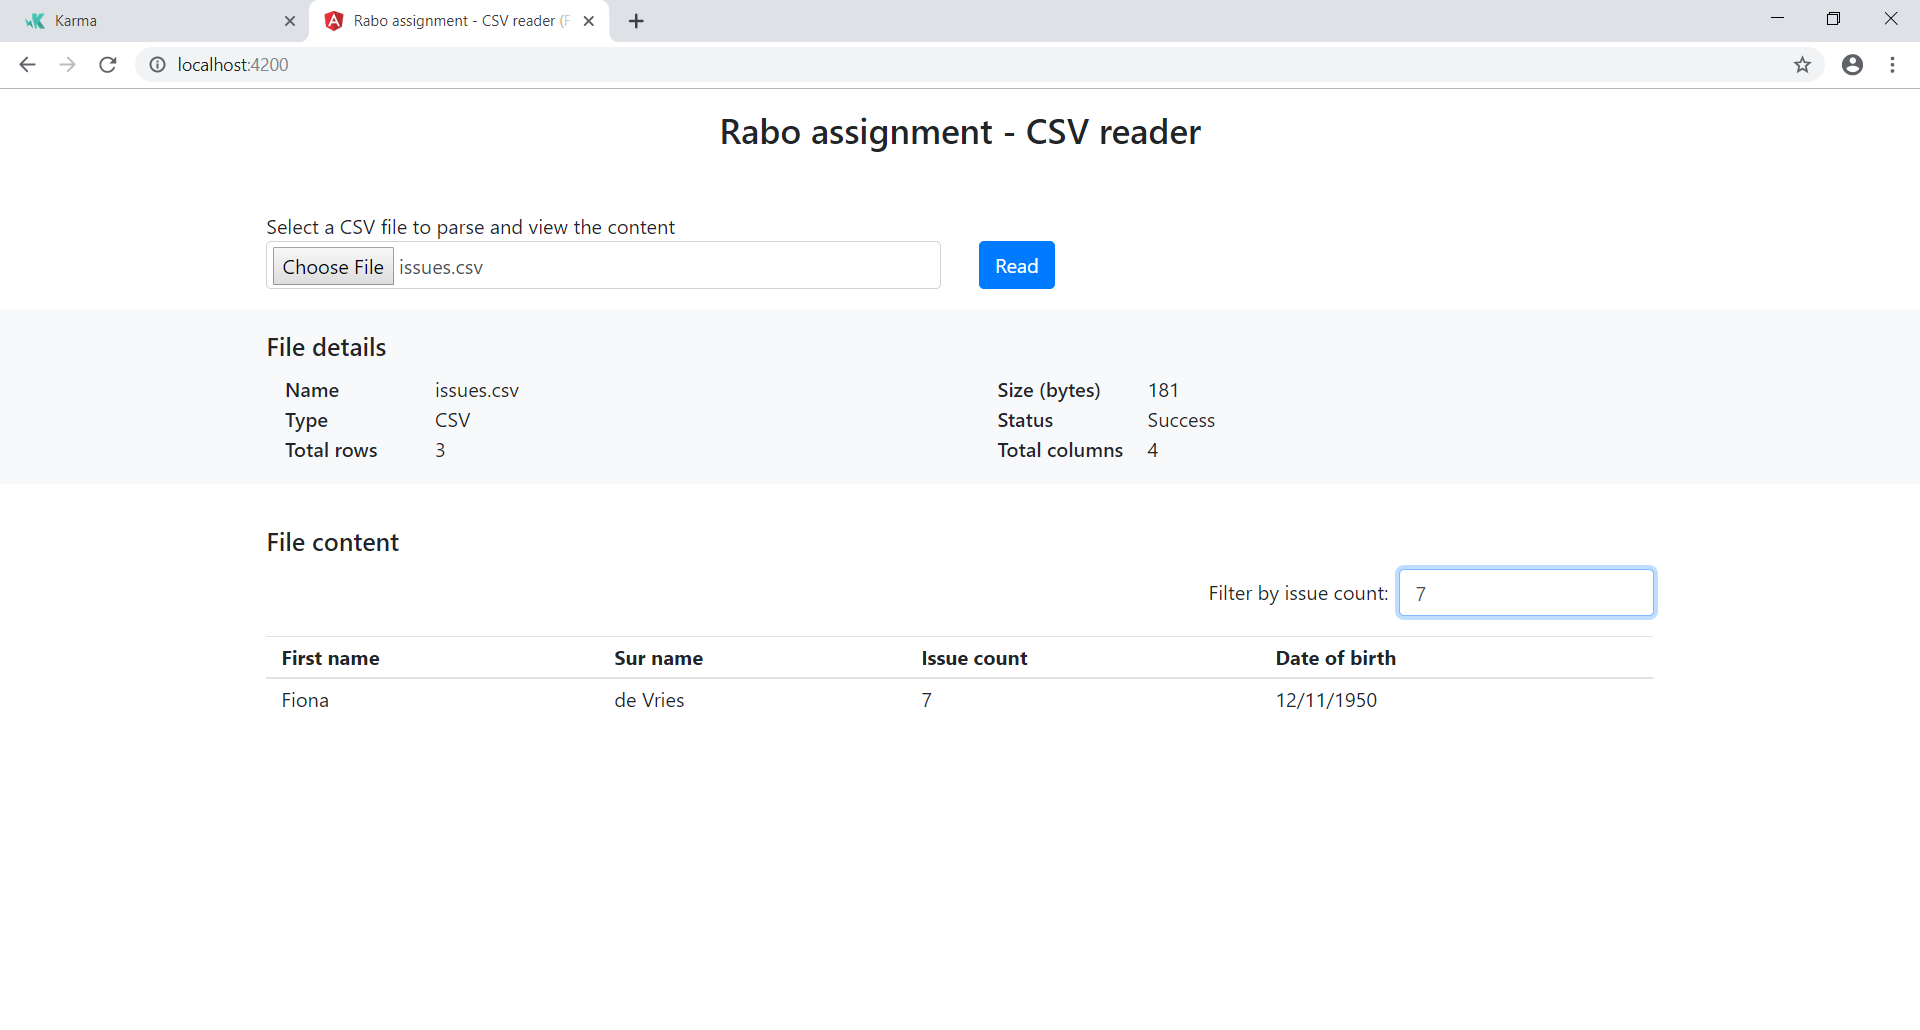 Karma
Rabo assignment - CSV reader (F
localhost:4200
Rabo assignment - CSV reader
Select a CSV file to parse and view the content
Choose File issues.csv Read
File details
Name issues.csv Size (bytes) 181
Type CSV Status Success
Total rows 3 Total columns 4
File content
Filter by issue count: 7
First name Sur name Issue count Date of birth
Fiona de Vries 7 12/11/1950